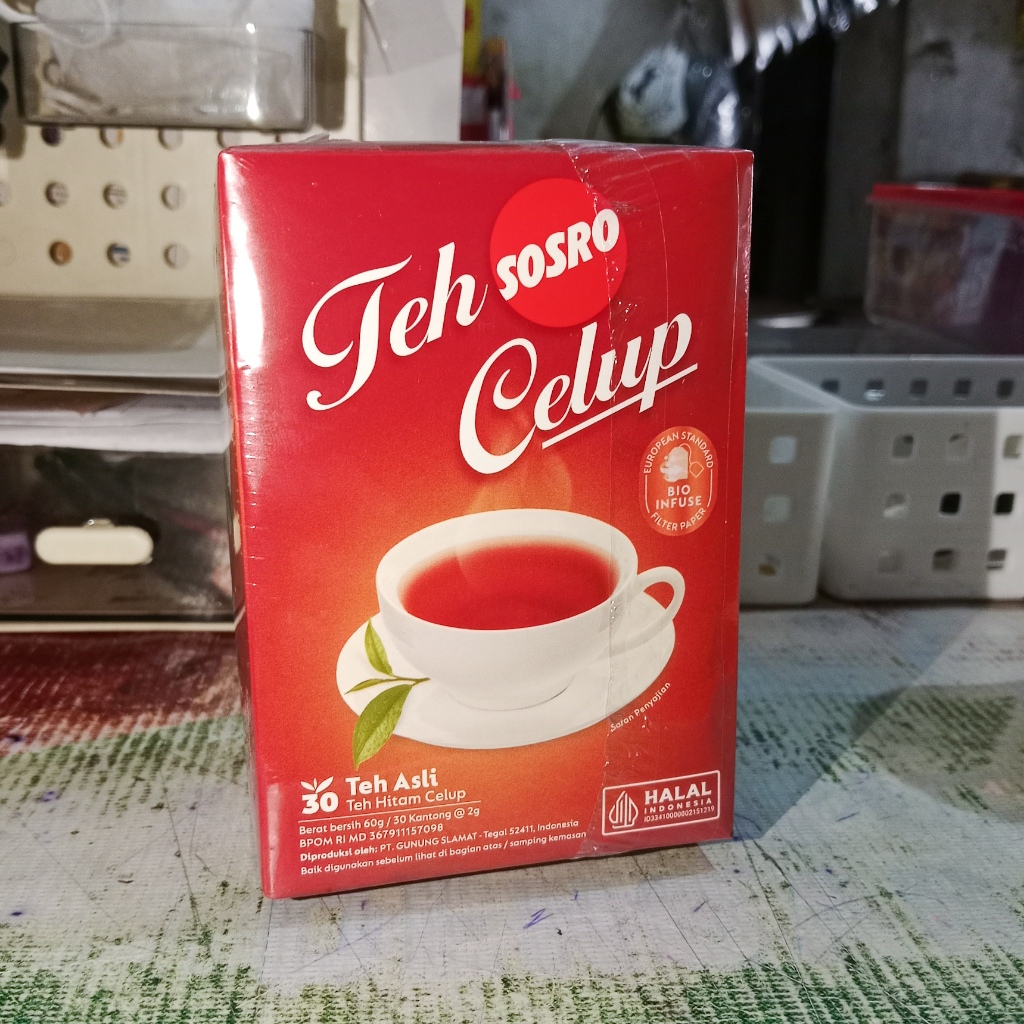 Teh SOSRO
Celup
EUROPEAN STANDARD
BIO
INFUSE
FILTER PAPER
Saran Penyajian
30 Teh Asli
Teh Hitam Celup
Berat bersih 60g / 30 Kantong @ 2g
BPOM RI MD 367911157098
Diproduksi oleh: PT. GUNUNG SLAMAT - Tegal 52411, Indonesia
Baik digunakan sebelum lihat di bagian atas / samping kemasan
HALAL
INDONESIA
ID33410000802151219